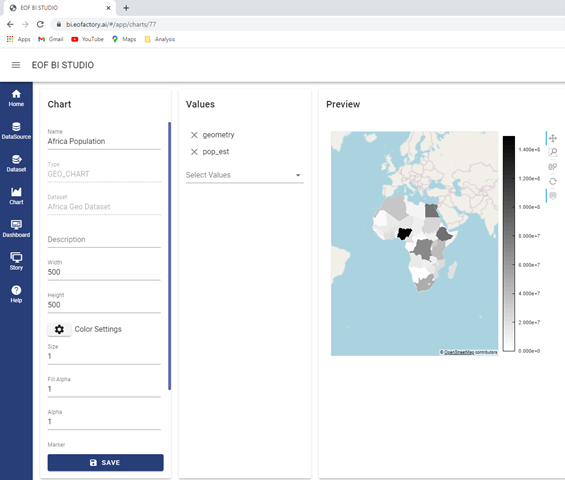 EOF BI STUDIO
bi.eofactory.ai/#/app/charts/77
Apps
Gmail
YouTube
Maps
Analysis
EOF BI STUDIO
Home
DataSource
Dataset
Chart
Dashboard
Story
Help
Chart
Name
Africa Population
Type
GEO_CHART
Dataset
Africa Geo Dataset
Description
Width
500
Height
500
Color Settings
Size
1
Fill Alpha
1
Alpha
1
Marker
SAVE
Values
geometry
pop_est
Select Values
Preview
1.400e+8
1.200e+8
1.000e+8
8.000e+7
6.000e+7
4.000e+7
2.000e+7
0.000e+0
© OpenStreetMap contributors